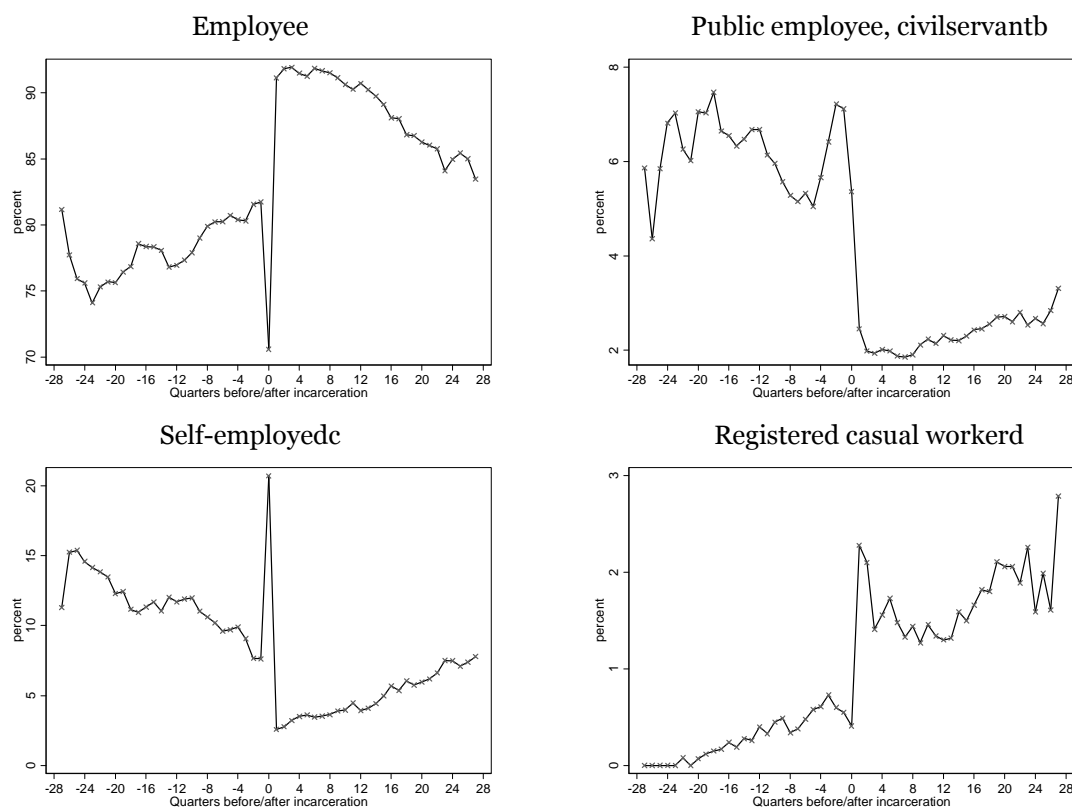 Employee
percent
90
85
80
75
70
-28 -24 -20 -16 -12 -8 -4 0 4 8 12 16 20 24 28
Quarters before/after incarceration
Public employee, civilservantb
percent
8
6
4
2
-28 -24 -20 -16 -12 -8 -4 0 4 8 12 16 20 24 28
Quarters before/after incarceration
Self-employedc
percent
20
15
10
5
0
-28 -24 -20 -16 -12 -8 -4 0 4 8 12 16 20 24 28
Quarters before/after incarceration
Registered casual workerd
percent
3
2
1
0
-28 -24 -20 -16 -12 -8 -4 0 4 8 12 16 20 24 28
Quarters before/after incarceration